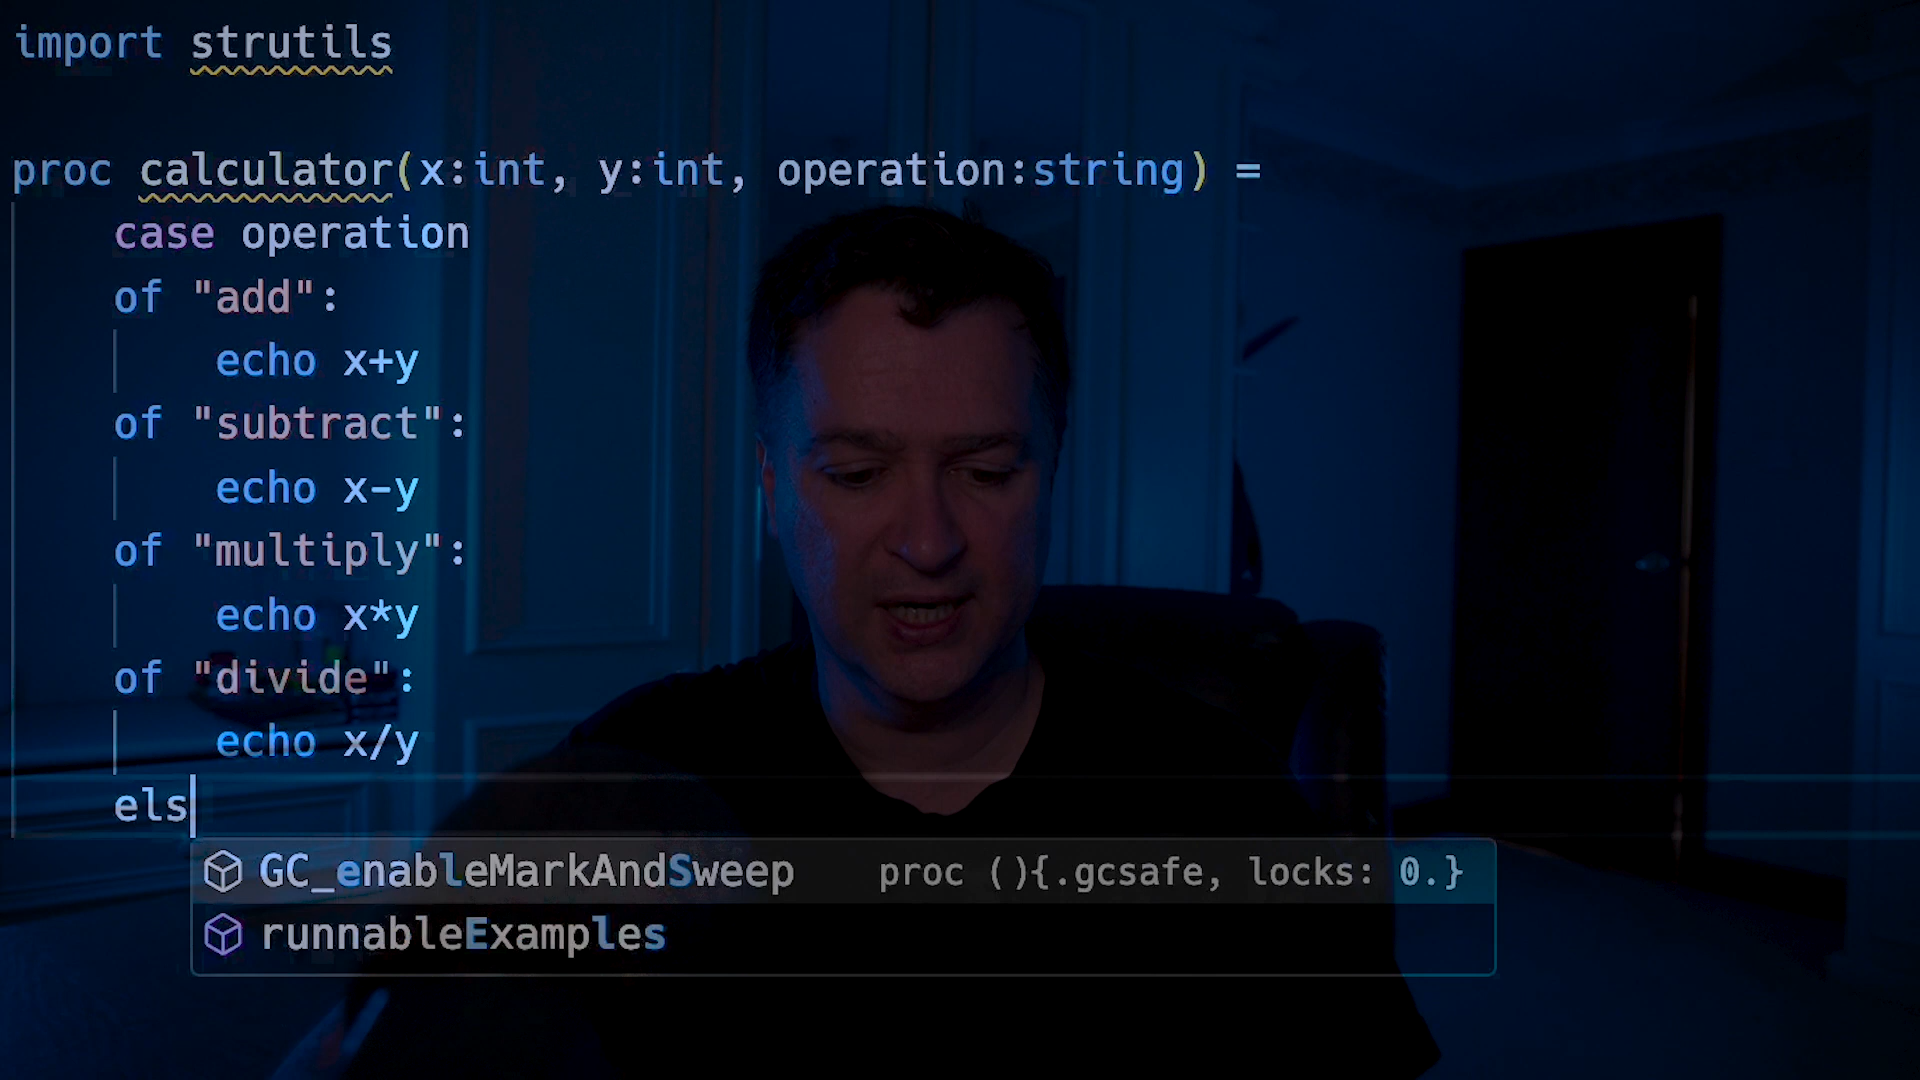 import strutils
proc calculator(x:int, y:int, operation:string) =
case operation
of "add":
echo x+y
of "subtract":
echo x-y
of "multiply":
echo x*y
of "divide":
echo x/y
els
GC_enableMarkAndSweep proc (){.gcsafe, locks: 0.}
runnableExamples